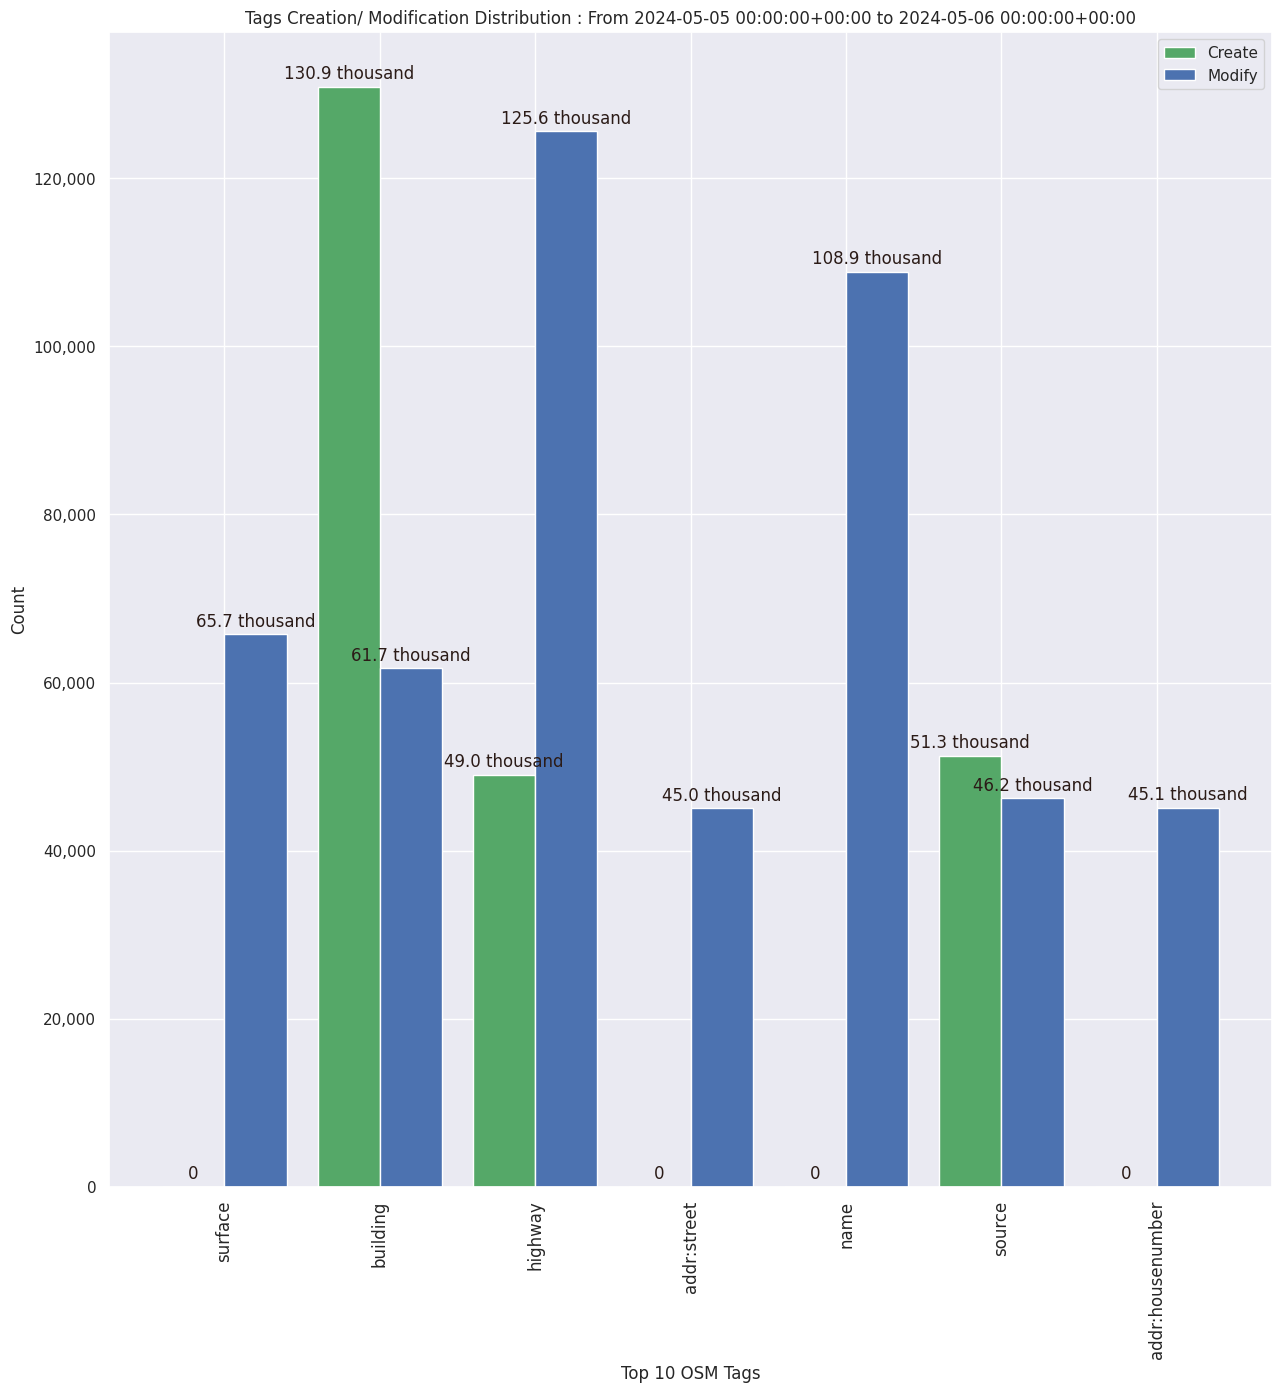 Tags Creation/ Modification Distribution : From 2024-05-05 00:00:00+00:00 to 2024-05-06 00:00:00+00:00
Create
Modify
130.9 thousand
125.6 thousand
108.9 thousand
65.7 thousand
61.7 thousand
49.0 thousand
51.3 thousand
46.2 thousand
45.0 thousand
45.1 thousand
0
0
0
0
120,000
100,000
80,000
60,000
40,000
20,000
0
Count
surface
building
highway
addr:street
name
source
addr:housenumber
Top 10 OSM Tags